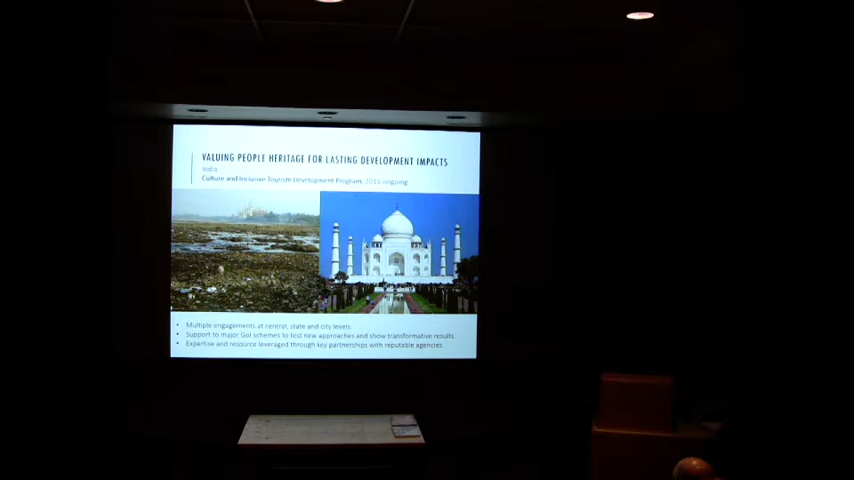 VALUING PEOPLE HERITAGE FOR LASTING DEVELOPMENT IMPACTS
India
Culture and Inclusive Tourism Development Program, 2011-ongoing
• Multiple engagements at central, state and city levels.
• Support to major GoI schemes to test new approaches and show transformative results.
• Expertise and resource leveraged through key partnerships with reputable agencies.